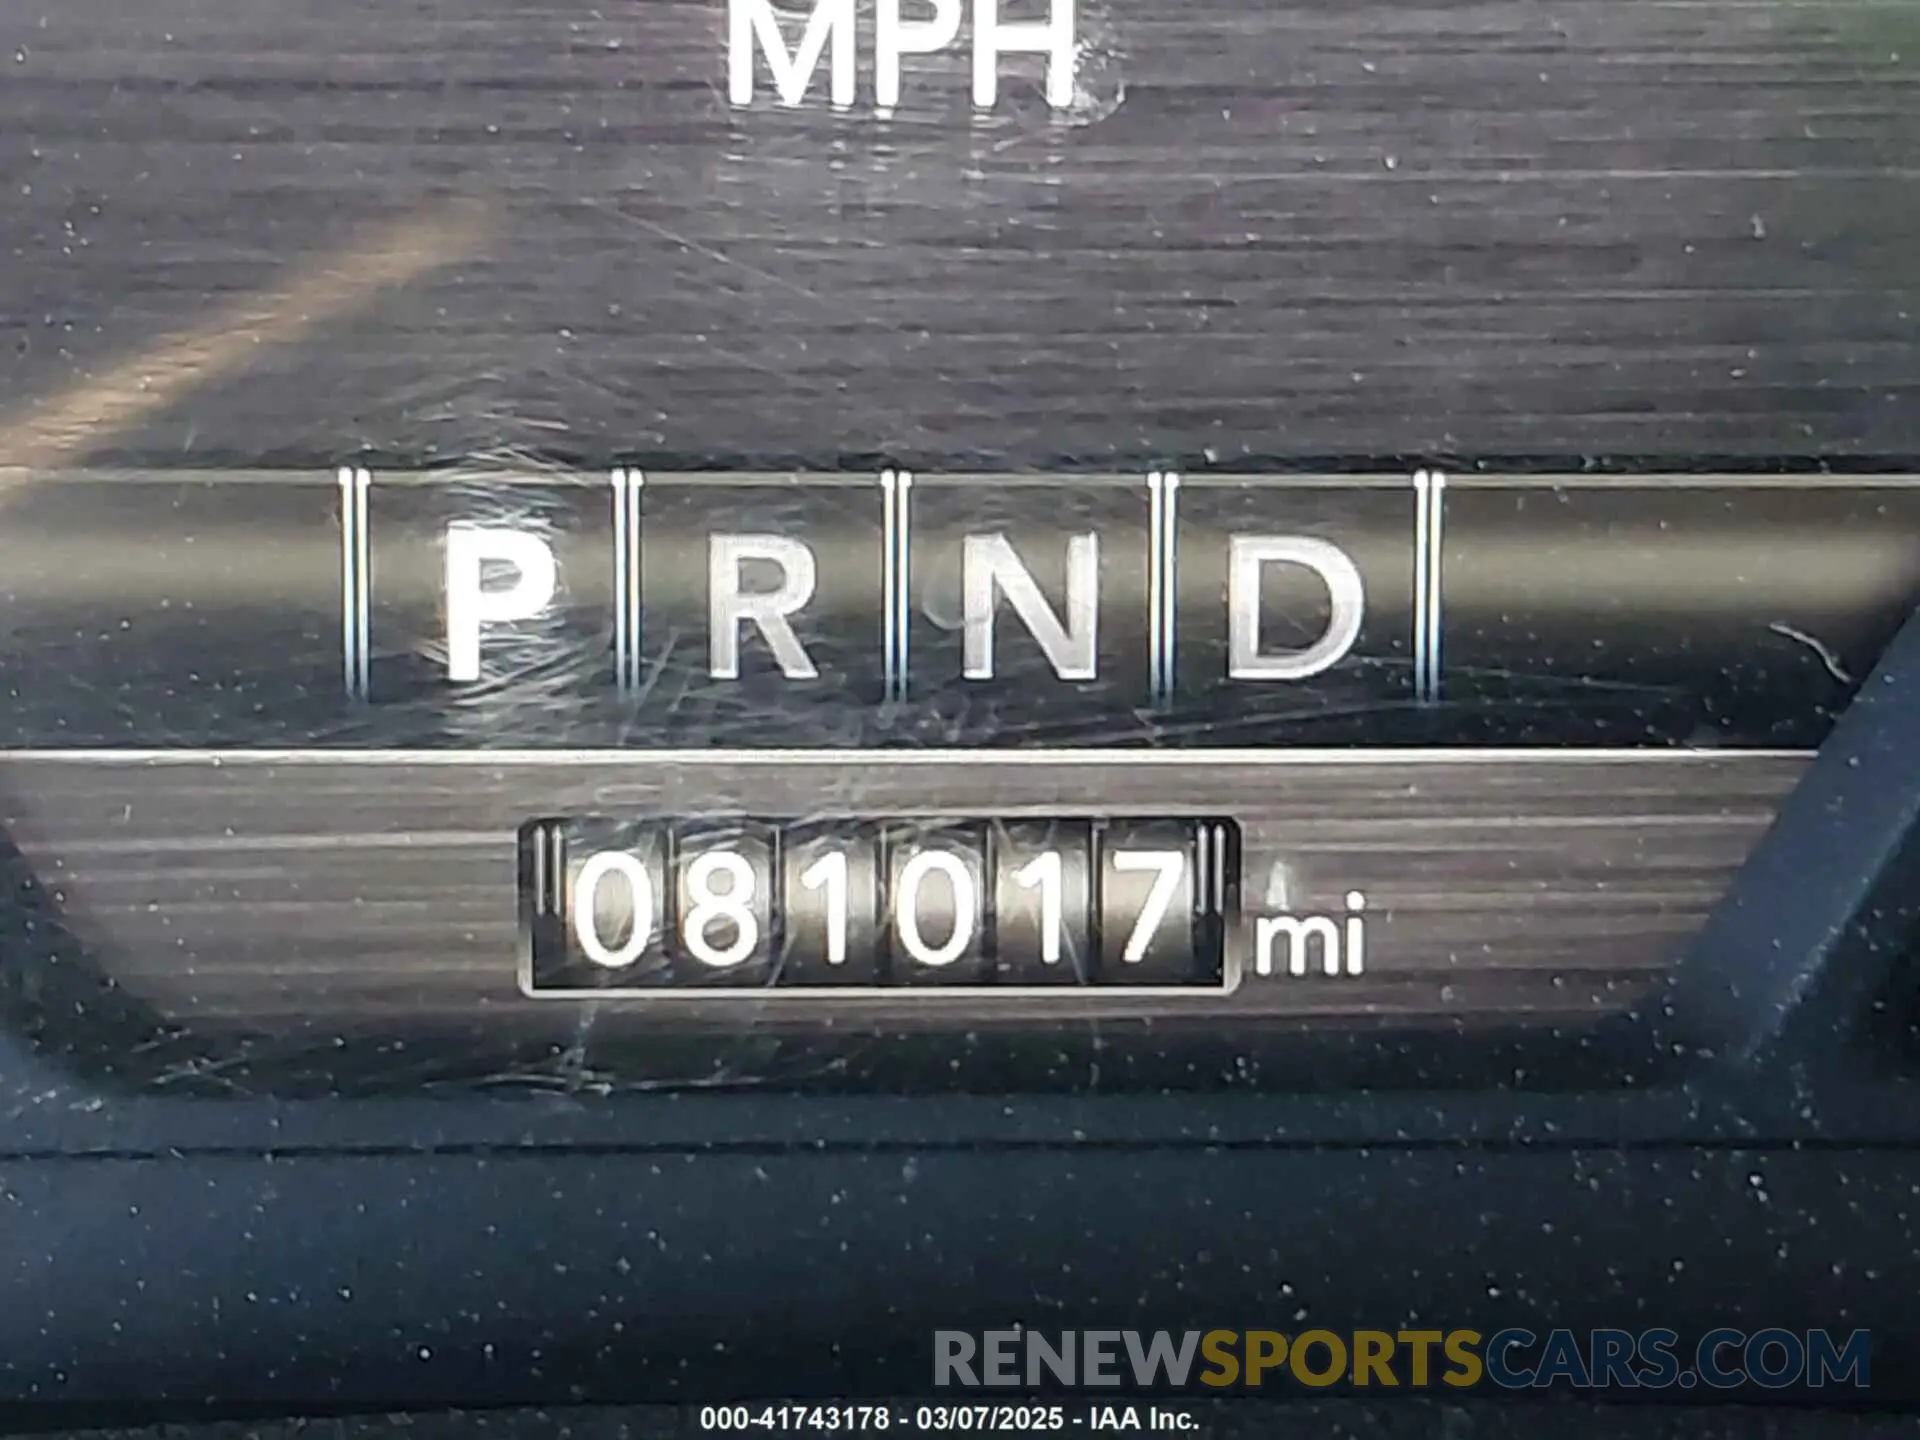 MPH
P R N D
081017 mi
RENEWSPORTSCARS.COM
000-41743178 - 03/07/2025 - IAA Inc.